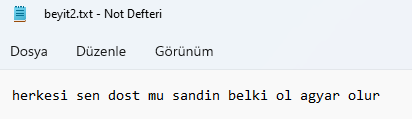 beyit2.txt - Not Defteri
Dosya Düzenle Görünüm
herkesi sen dost mu sandin belki ol agyar olur